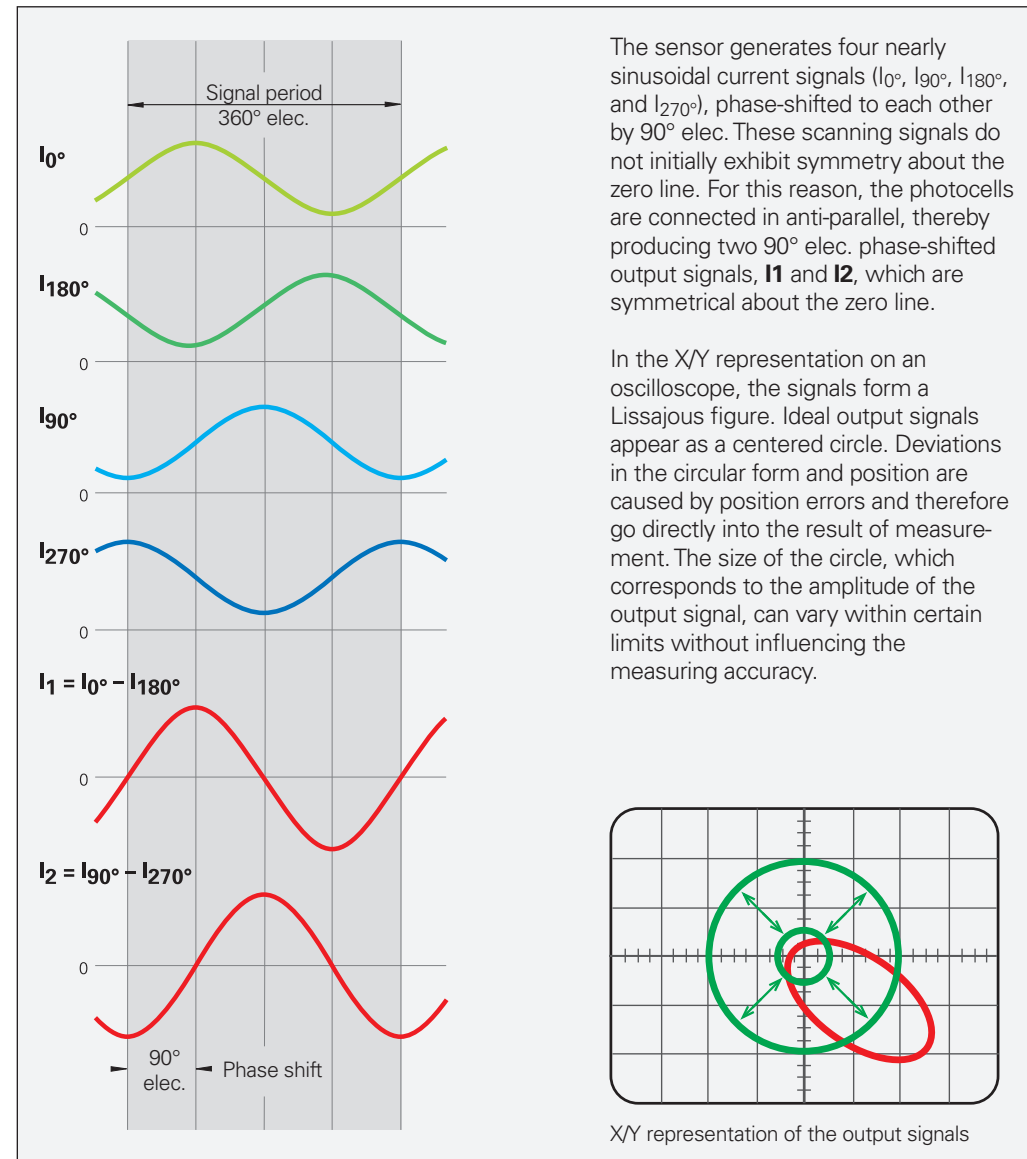 Signal period
360° elec.
I0°
0
I180°
0
I90°
0
I270°
0
I1 = I0° – I180°
0
I2 = I90° – I270°
0
90°
elec.
Phase shift
The sensor generates four nearly
sinusoidal current signals (I0°, I90°, I180°,
and I270°), phase-shifted to each other
by 90° elec. These scanning signals do
not initially exhibit symmetry about the
zero line. For this reason, the photocells
are connected in anti-parallel, thereby
producing two 90° elec. phase-shifted
output signals, I1 and I2, which are
symmetrical about the zero line.
In the X/Y representation on an
oscilloscope, the signals form a
Lissajous figure. Ideal output signals
appear as a centered circle. Deviations
in the circular form and position are
caused by position errors and therefore
go directly into the result of measure-
ment. The size of the circle, which
corresponds to the amplitude of the
output signal, can vary within certain
limits without influencing the
measuring accuracy.
X/Y representation of the output signals